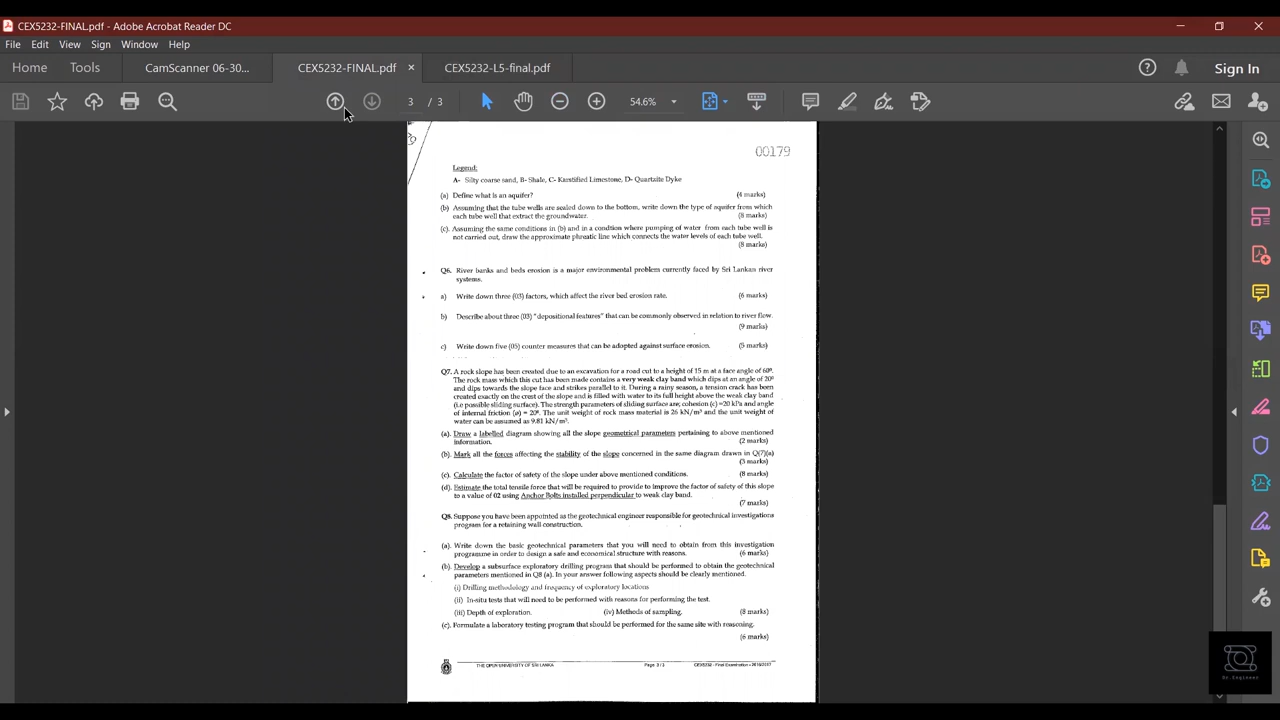 CEX5232-FINAL.pdf - Adobe Acrobat Reader DC
File Edit View Sign Window Help
Home Tools CamScanner 06-30... CEX5232-FINAL.pdf × CEX5232-L5-final.pdf Sign In
3 / 3 54.6%
00179
Legend:
A- Silty coarse sand, B- Shale, C- Karstified Limestone, D- Quartzite Dyke
(a) Define what is an aquifer? (4 marks)
(b) Assuming that the tube wells are sealed down to the bottom, write down the type of aquifer from which
each tube well that extract the groundwater. (8 marks)
(c). Assuming the same conditions in (b) and in a condtion where pumping of water from each tube well is
not carried out, draw the approximate phreatic line which connects the water levels of each tube well.
(8 marks)
Q6. River banks and beds erosion is a major environmental problem currently faced by Sri Lankan river
systems.
a) Write down three (03) factors, which affect the river bed erosion rate. (6 marks)
b) Describe about three (03) "depositional features" that can be commonly observed in relation to river flow.
(9 marks)
c) Write down five (05) counter measures that can be adopted against surface erosion. (5 marks)
Q7. A rock slope has been created due to an excavation for a road cut to a height of 15 m at a face angle of 60⁰.
The rock mass which this cut has been made contains a very weak clay band which dips at an angle of 20⁰
and dips towards the slope face and strikes parallel to it. During a rainy season, a tension crack has been
created exactly on the crest of the slope and is filled with water to its full height above the weak clay band
(i.e possible sliding surface). The strength parameters of sliding surface are; cohesion (c) =20 kPa and angle
of internal friction (ø) = 20⁰. The unit weight of rock mass material is 26 kN/m³ and the unit weight of
water can be assumed as 9.81 kN/m³.
(a). Draw a labelled diagram showing all the slope geometrical parameters pertaining to above mentioned
information. (2 marks)
(b). Mark all the forces affecting the stability of the slope concerned in the same diagram drawn in Q(7)(a)
(3 marks)
(c). Calculate the factor of safety of the slope under above mentioned conditions. (8 marks)
(d). Estimate the total tensile force that will be required to provide to improve the factor of safety of this slope
to a value of 02 using Anchor Bolts installed perpendicular to weak clay band.
(7 marks)
Q8. Suppose you have been appointed as the geotechnical engineer responsible for geotechnical investigations
program for a retaining wall construction.
(a). Write down the basic geotechnical parameters that you will need to obtain from this investigation
programme in order to design a safe and economical structure with reasons. (6 marks)
(b). Develop a subsurface exploratory drilling program that should be performed to obtain the geotechnical
parameters mentioned in Q8 (a). In your answer following aspects should be clearly mentioned.
(i) Drilling methodology and frequency of exploratory locations
(ii) In-situ tests that will need to be performed with reasons for performing the test.
(iii) Depth of exploration. (iv) Methods of sampling. (8 marks)
(c). Formulate a laboratory testing program that should be performed for the same site with reasoning.
(6 marks)
THE OPEN UNIVERSITY OF SRI LANKA Page 3 / 3 CEX5232 - Final Examination - 2016/2017